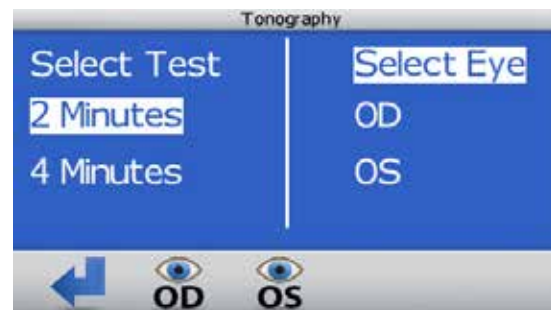 Tonography
Select Test
2 Minutes
4 Minutes
Select Eye
OD
OS
OD
OS